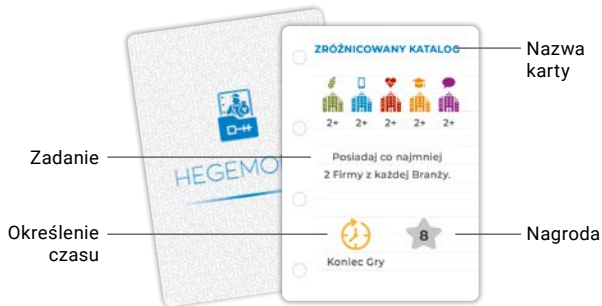 ZRÓŻNICOWANY KATALOG
2+ 2+ 2+ 2+ 2+
Posiadaj co najmniej
2 Firmy z każdej Branży.
8
Koniec Gry
HEGEMO
Nazwa
karty
Zadanie
Określenie
czasu
Nagroda